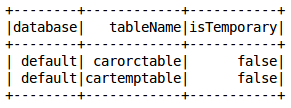 +--------+------------+-----------+
|database|   tableName|isTemporary|
+--------+------------+-----------+
| default| carorctable|      false|
| default|cartemptable|      false|
+--------+------------+-----------+